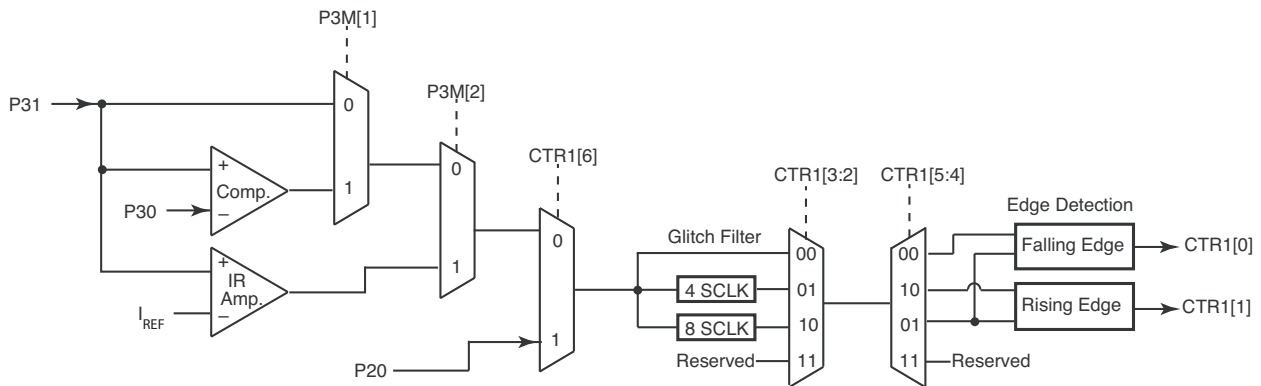 P3M[1]
P31
0
P3M[2]
+
Comp.
1
0
CTR1[6]
CTR1[3:2]
CTR1[5:4]
P30
−
Edge Detection
0
Glitch Filter
00
00
Falling Edge
CTR1[0]
+
IR
Amp.
1
−
I REF
4 SCLK
01
10
8 SCLK
10
01
Rising Edge
CTR1[1]
1
P20
Reserved
11
11
Reserved